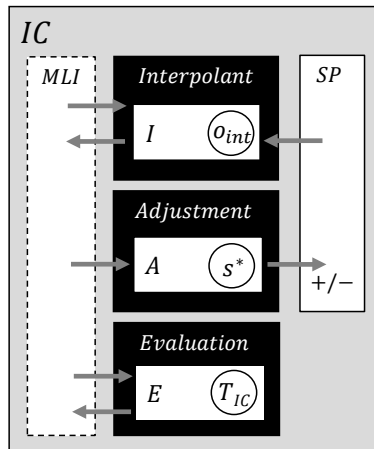 IC
MLI
Interpolant
SP
I
o_int
Adjustment
A
s*
+/−
Evaluation
E
T_IC